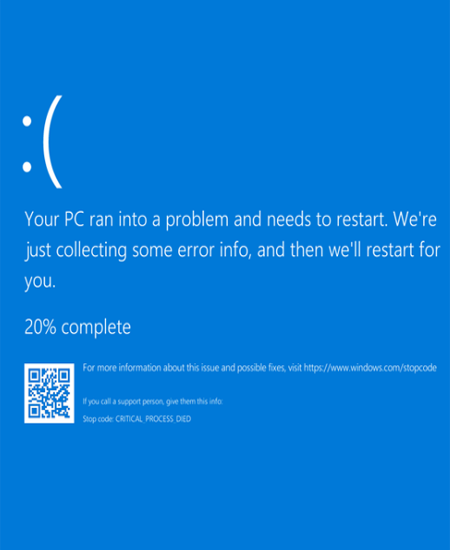 :(
Your PC ran into a problem and needs to restart. We're
just collecting some error info, and then we'll restart for
you.
20% complete
For more information about this issue and possible fixes, visit https://www.windows.com/stopcode
If you call a support person, give them this info:
Stop code: CRITICAL_PROCESS_DIED